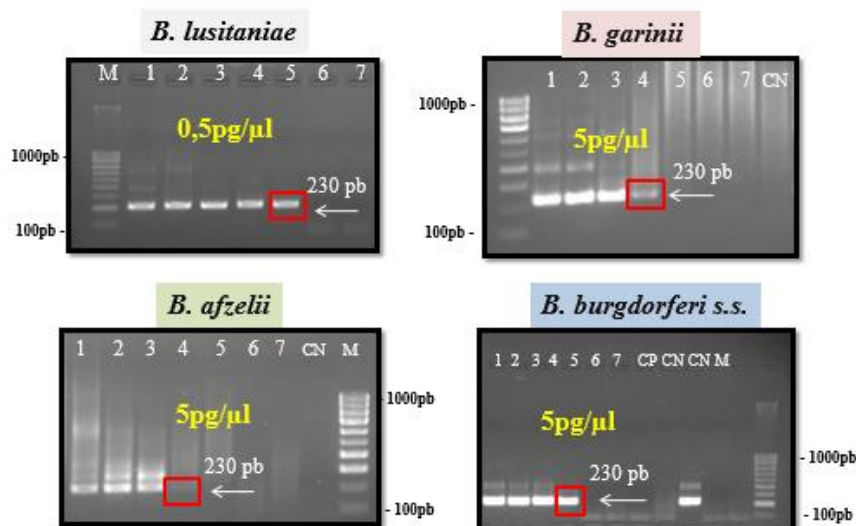 B. lusitaniae
M 1 2 3 4 5 6 7
0,5pg/µl
1000pb -
230 pb
100pb -
B. garinii
1 2 3 4 5 6 7 CN
1000pb -
5pg/µl
230 pb
100pb -
B. afzelii
1 2 3 4 5 6 7 CN M
- 1000pb
5pg/µl
230 pb
- 100pb
B. burgdorferi s.s.
1 2 3 4 5 6 7 CP CN CN M
5pg/µl
- 1000pb
230 pb
- 100pb